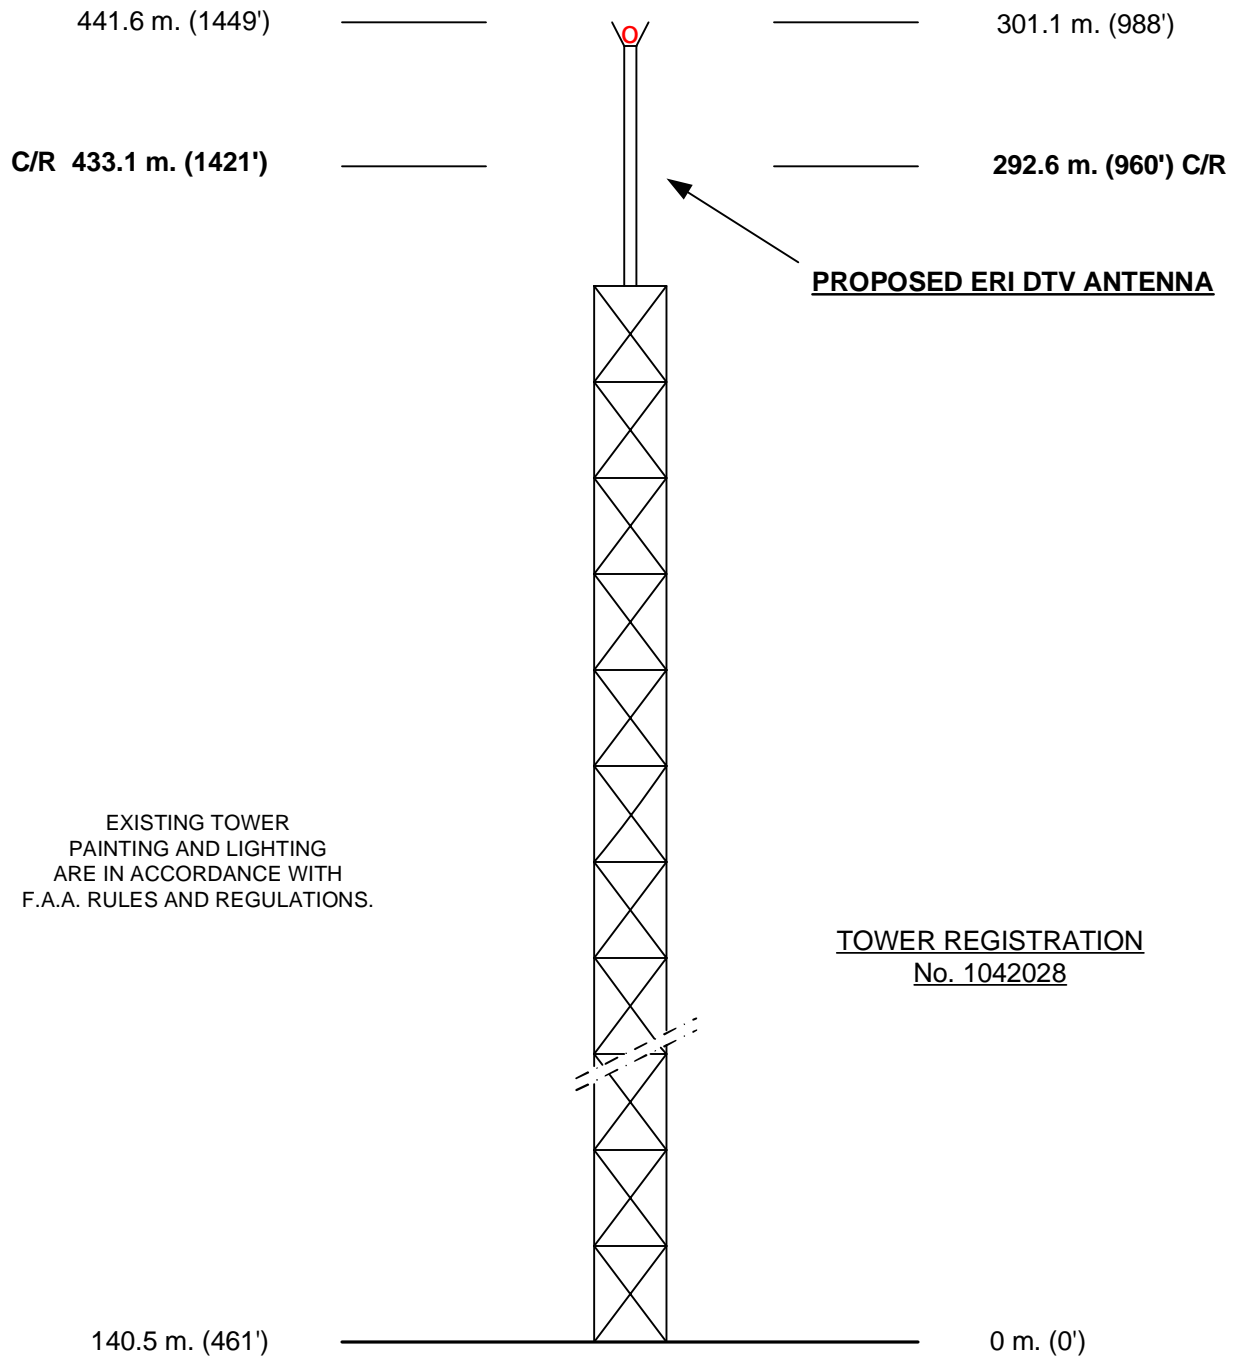 441.6 m. (1449') 301.1 m. (988')
O
C/R 433.1 m. (1421') 292.6 m. (960') C/R
PROPOSED ERI DTV ANTENNA
EXISTING TOWER
PAINTING AND LIGHTING
ARE IN ACCORDANCE WITH
F.A.A. RULES AND REGULATIONS.
TOWER REGISTRATION
No. 1042028
140.5 m. (461') 0 m. (0')